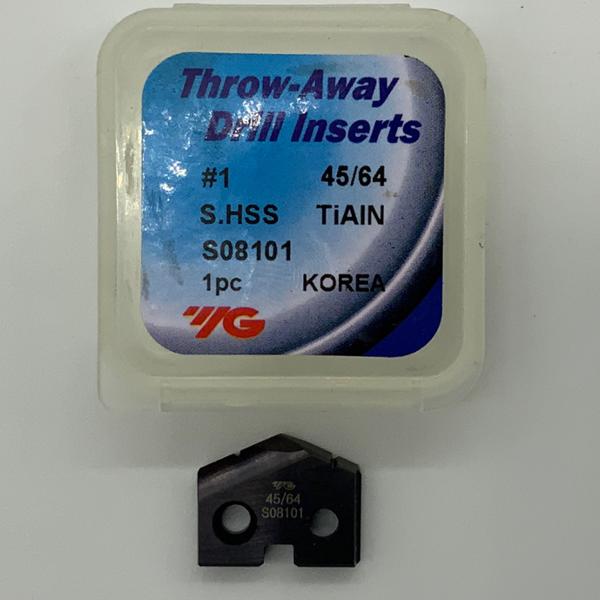 Throw-Away
Drill Inserts
#1 45/64
S.HSS TiAlN
S08101
1pc KOREA
YG
YG
45/64
S08101